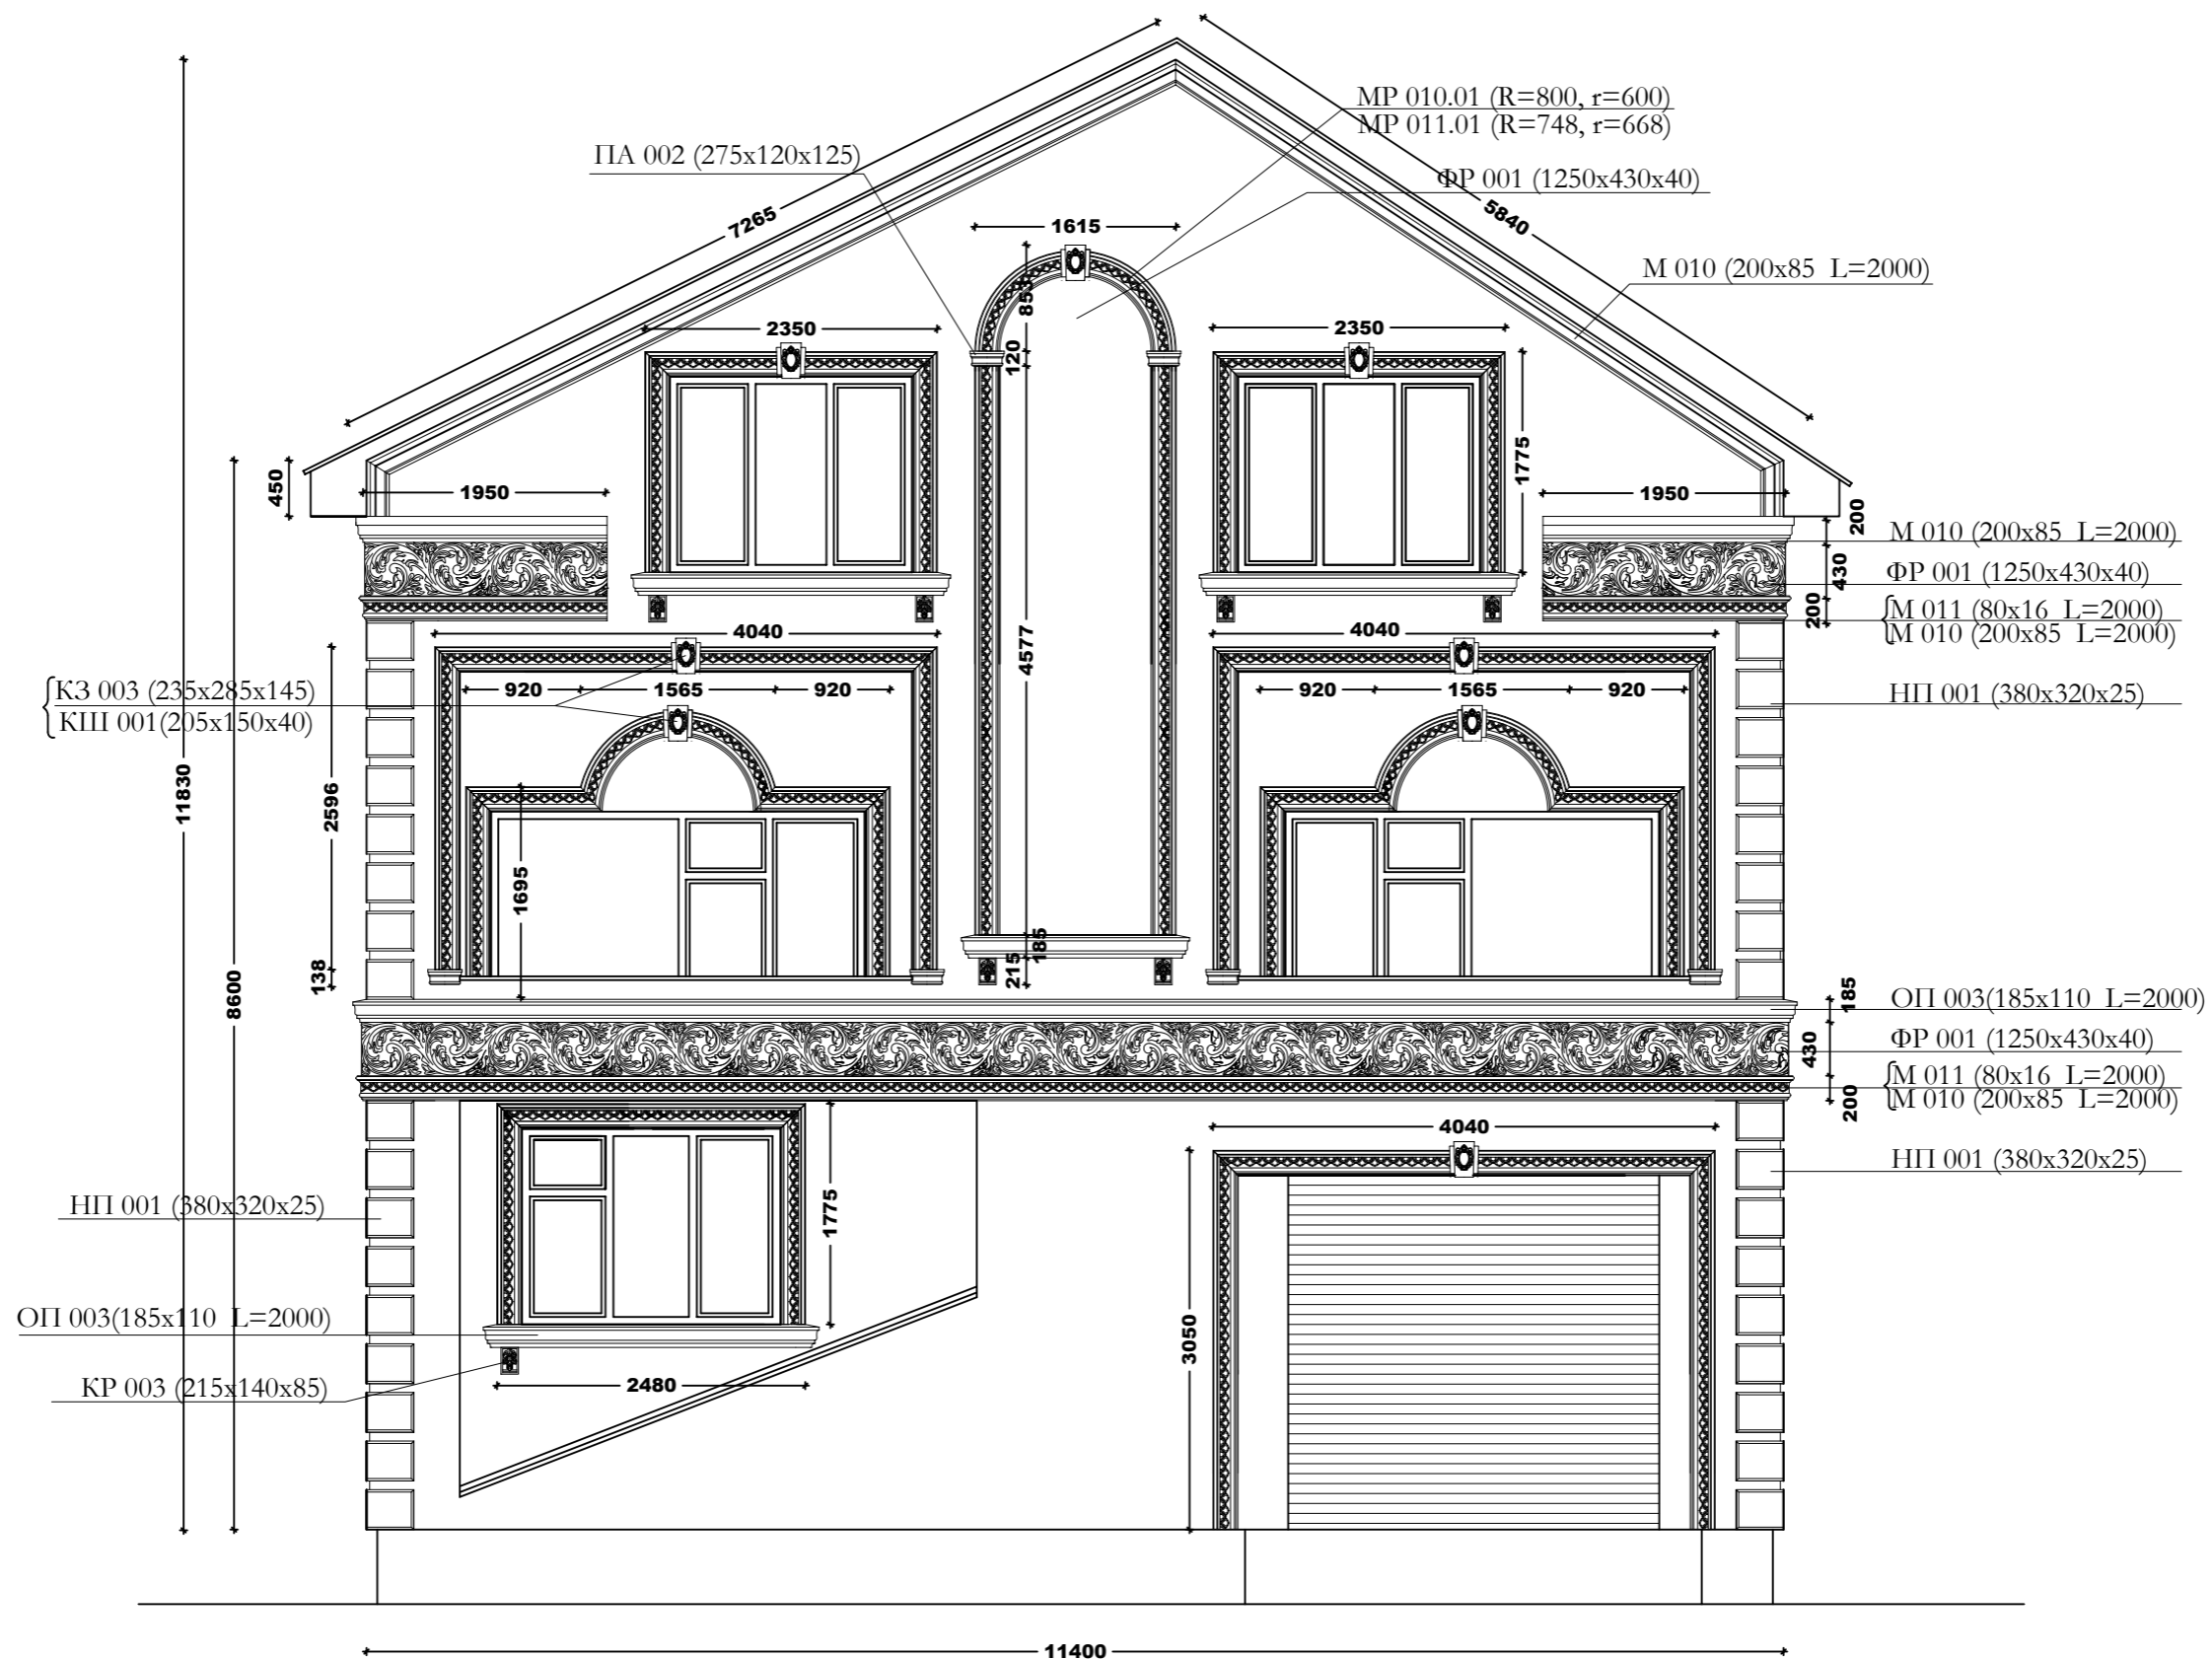 МР 010.01 (R=800, r=600)
МР 011.01 (R=748, r=668)
ПА 002 (275х120х125)
ФР 001 (1250х430х40)
7265
5840
1615
М 010 (200х85 L=2000)
853
2350
2350
120
1775
450
1950
1950
200
М 010 (200х85 L=2000)
430
ФР 001 (1250х430х40)
200
М 011 (80х16 L=2000)
М 010 (200х85 L=2000)
4040
4040
4577
КЗ 003 (235х285х145)
КШ 001(205х150х40)
920
1565
920
920
1565
920
НП 001 (380х320х25)
11830
2596
1695
8600
138
185
215
185
ОП 003(185х110 L=2000)
430
ФР 001 (1250х430х40)
200
М 011 (80х16 L=2000)
М 010 (200х85 L=2000)
4040
НП 001 (380х320х25)
НП 001 (380х320х25)
1775
ОП 003(185х110 L=2000)
3050
КР 003 (215х140х85)
2480
11400